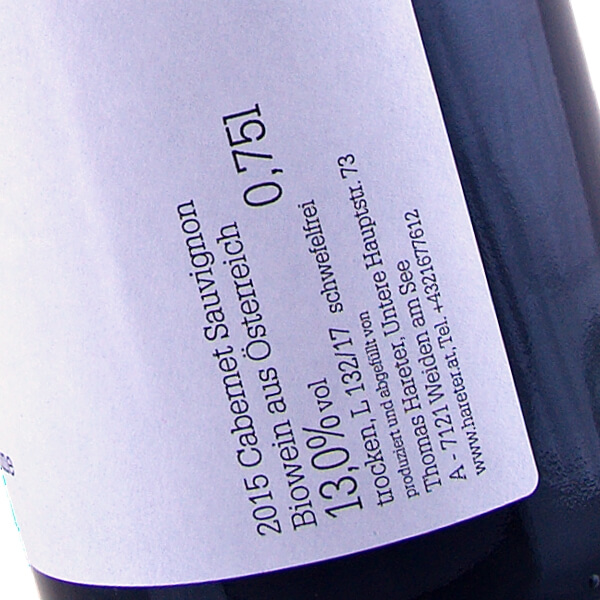 2015 Cabernet Sauvignon
Biowein aus Österreich 0,75l
13,0%vol schwefelfrei
trocken, L 132/17
produziert und abgefüllt von
Thomas Hareter, Untere Hauptstr. 73
A - 7121 Weiden am See
www.hareter.at, Tel. +4321677612